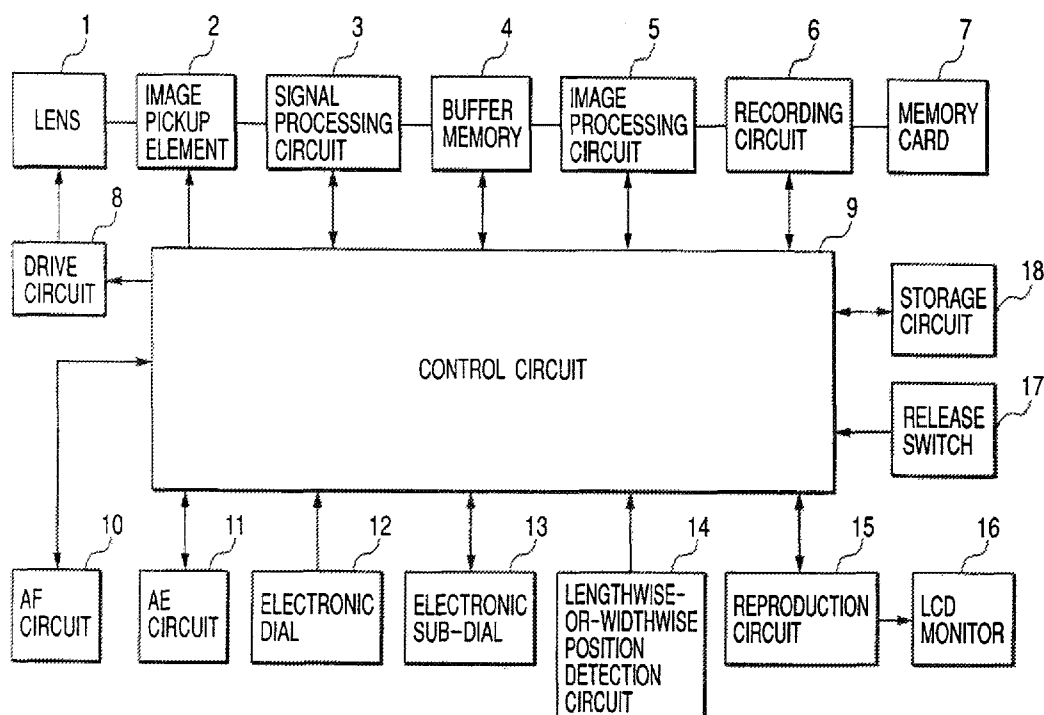 1
2
3
4
5
6
7
LENS
IMAGE
PICKUP
ELEMENT
SIGNAL
PROCESSING
CIRCUIT
BUFFER
MEMORY
IMAGE
PROCESSING
CIRCUIT
RECORDING
CIRCUIT
MEMORY
CARD
8
DRIVE
CIRCUIT
9
CONTROL CIRCUIT
18
STORAGE
CIRCUIT
17
RELEASE
SWITCH
10
11
12
13
14
15
16
AF
CIRCUIT
AE
CIRCUIT
ELECTRONIC
DIAL
ELECTRONIC
SUB-DIAL
LENGTHWISE-
OR-WIDTHWISE
POSITION
DETECTION
CIRCUIT
REPRODUCTION
CIRCUIT
LCD
MONITOR